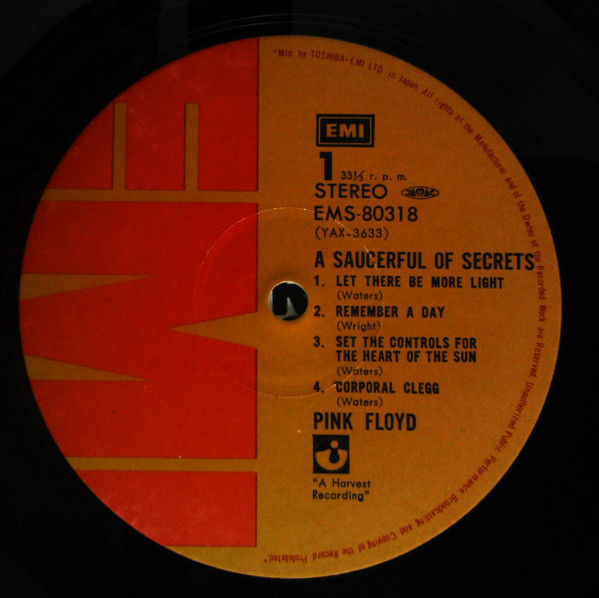 "Mfd. by TOSHIBA-EMI LTD. in Japan. All rights of the Manufacturer and of the Owner of the Recorded Work are Reserved. Unauthorized Public Performance, Broadcasting and Copying of the Record Prohibited."
EMI
EMI
1 33⅓ r. p. m.
STEREO JASRAC
EMS-80318
(YAX-3633)
A SAUCERFUL OF SECRETS
1. LET THERE BE MORE LIGHT
(Waters)
2. REMEMBER A DAY
(Wright)
3. SET THE CONTROLS FOR
THE HEART OF THE SUN
(Waters)
4. CORPORAL CLEGG
(Waters)
PINK FLOYD
"A Harvest
Recording"